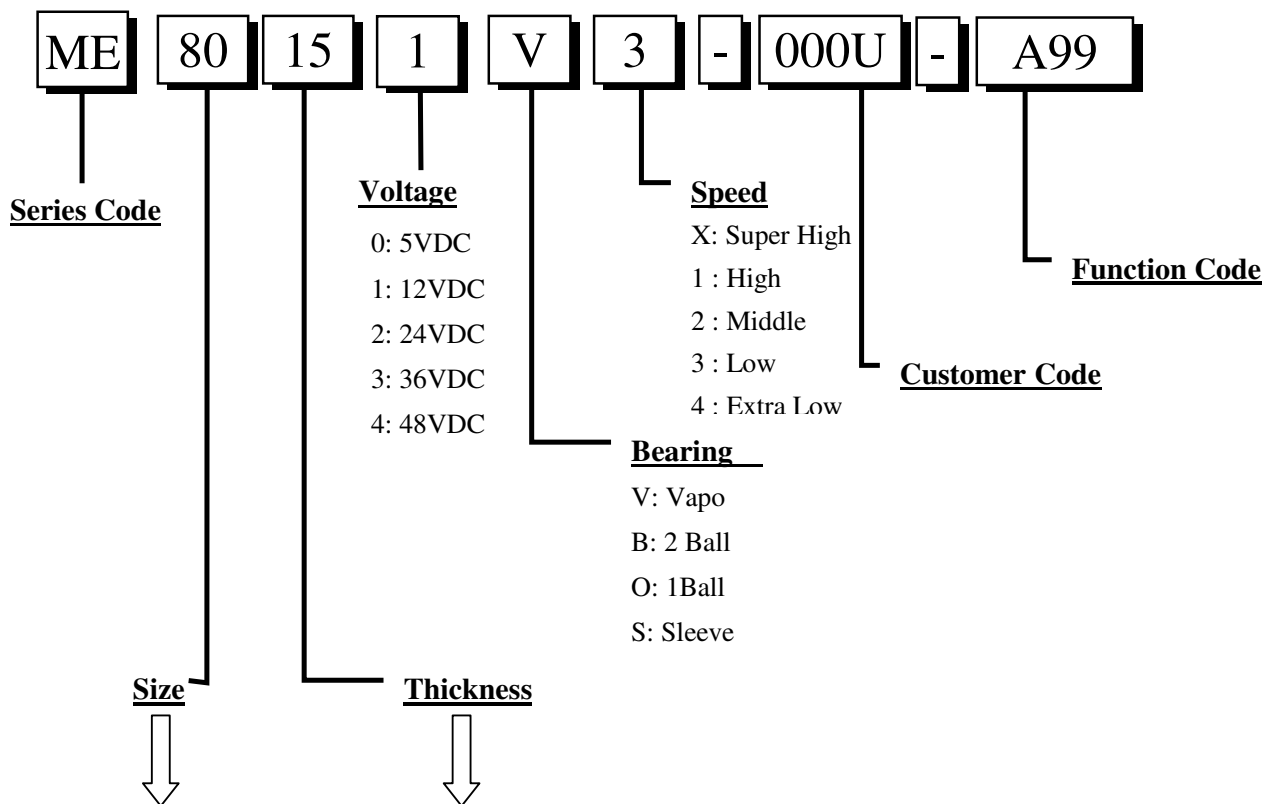 ME 80 15 1 V 3 - 000U - A99
Series Code
Voltage
0: 5VDC
1: 12VDC
2: 24VDC
3: 36VDC
4: 48VDC
Speed
X: Super High
1 : High
2 : Middle
3 : Low
4 : Extra Low
Function Code
Customer Code
Bearing
V: Vapo
B: 2 Ball
O: 1Ball
S: Sleeve
Size
Thickness